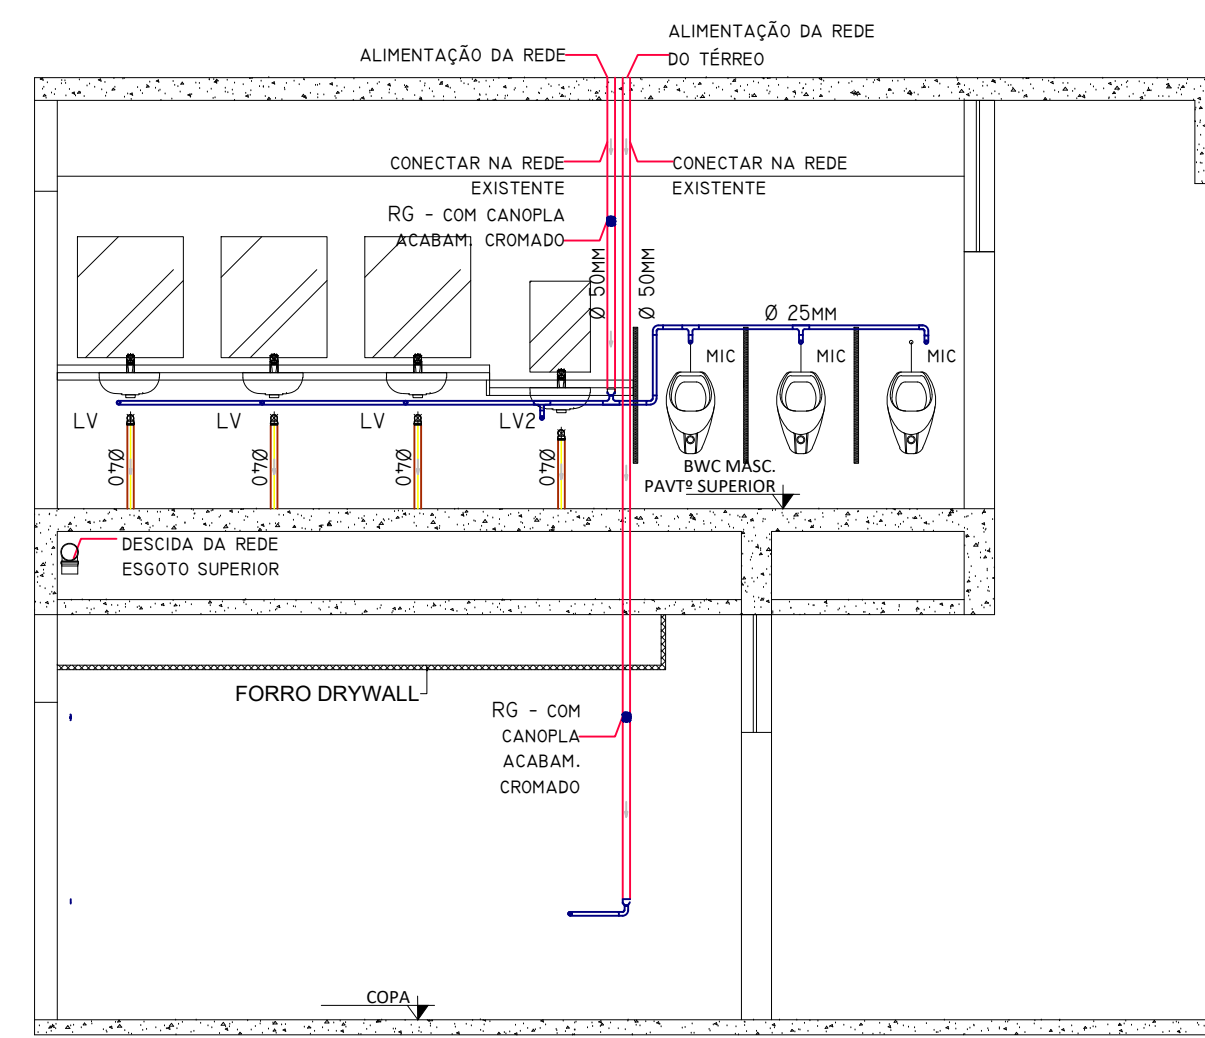 ALIMENTAÇÃO DA REDE
ALIMENTAÇÃO DA REDE
DO TÉRREO
CONECTAR NA REDE
EXISTENTE
CONECTAR NA REDE
EXISTENTE
RG - COM CANOPLA
ACABAM. CROMADO
Ø 50MM
Ø 50MM
Ø 25MM
MIC
MIC
MIC
LV
LV
LV
LV2
Ø40
Ø40
Ø40
Ø40
BWC MASC.
PAVTº SUPERIOR
DESCIDA DA REDE
ESGOTO SUPERIOR
FORRO DRYWALL
RG - COM
CANOPLA
ACABAM.
CROMADO
COPA